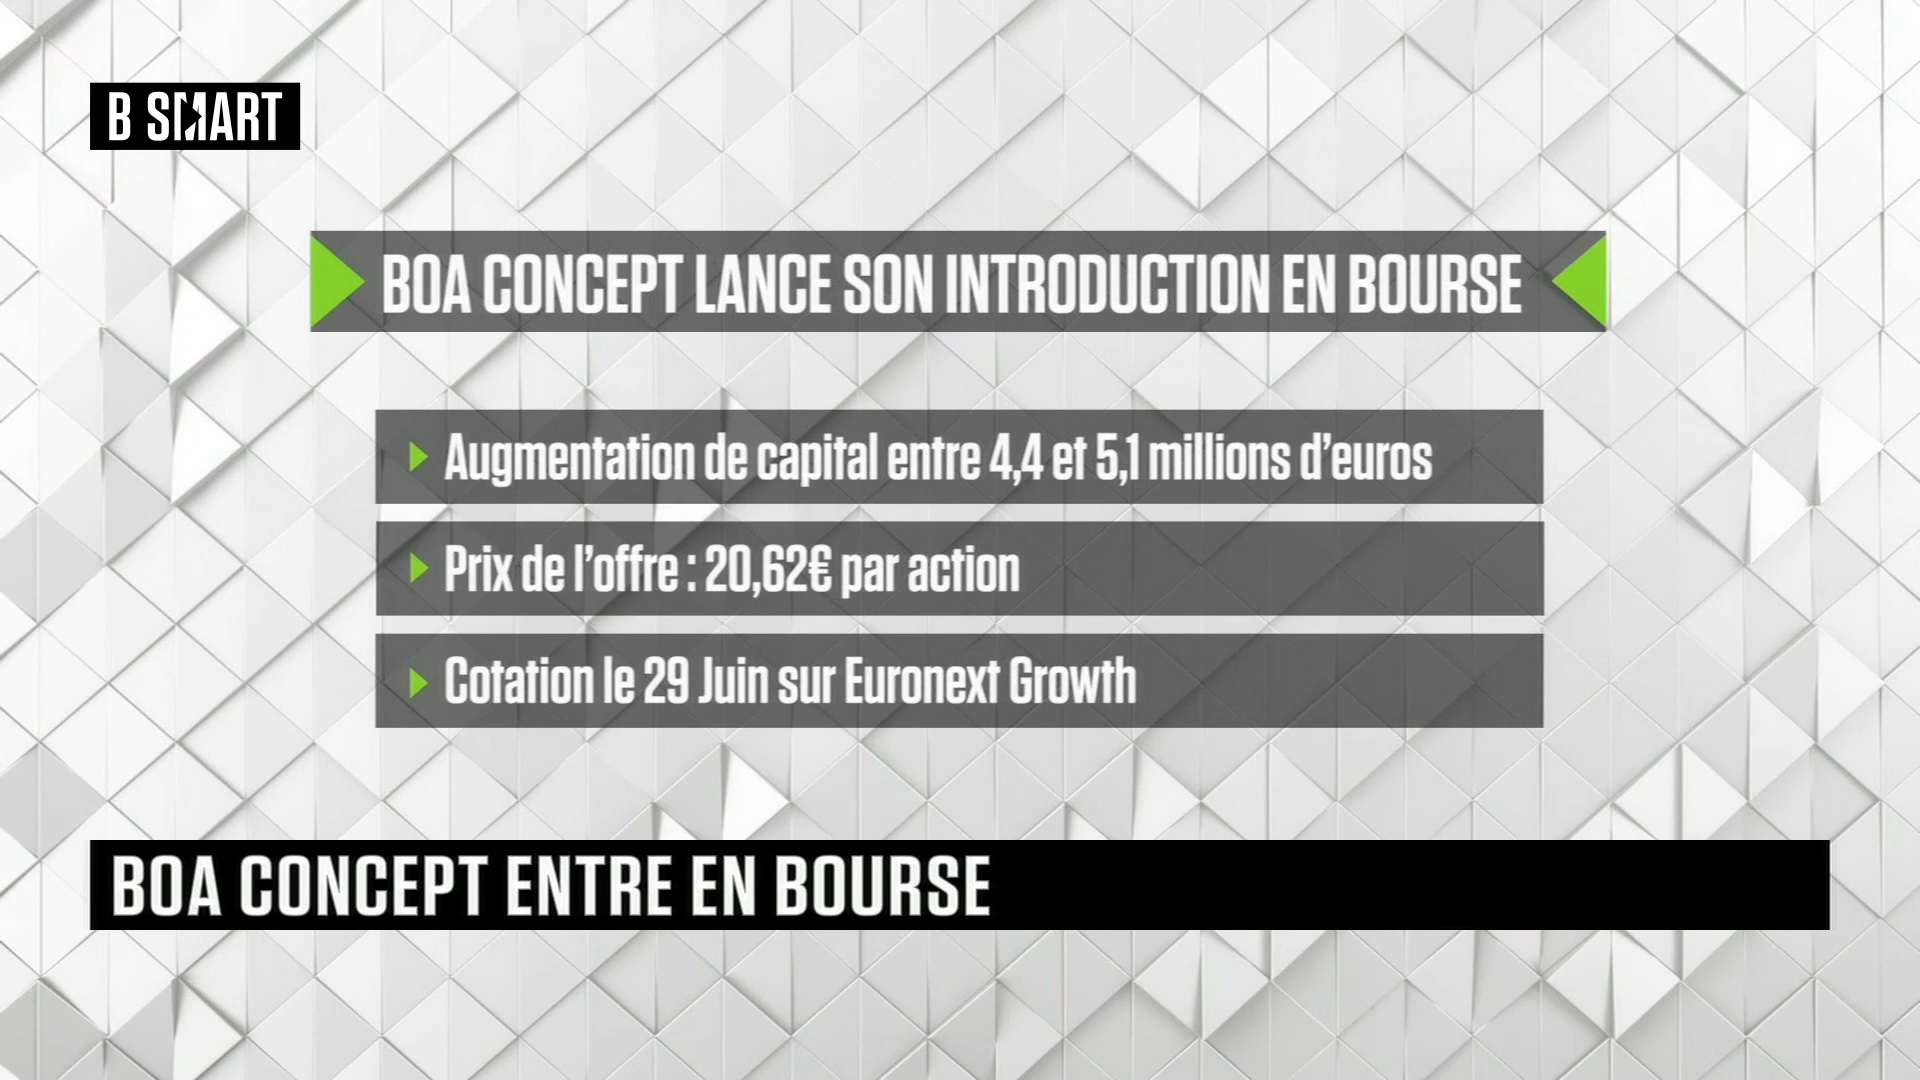 B SMART
BOA CONCEPT LANCE SON INTRODUCTION EN BOURSE
Augmentation de capital entre 4,4 et 5,1 millions d’euros
Prix de l’offre : 20,62€ par action
Cotation le 29 Juin sur Euronext Growth
BOA CONCEPT ENTRE EN BOURSE